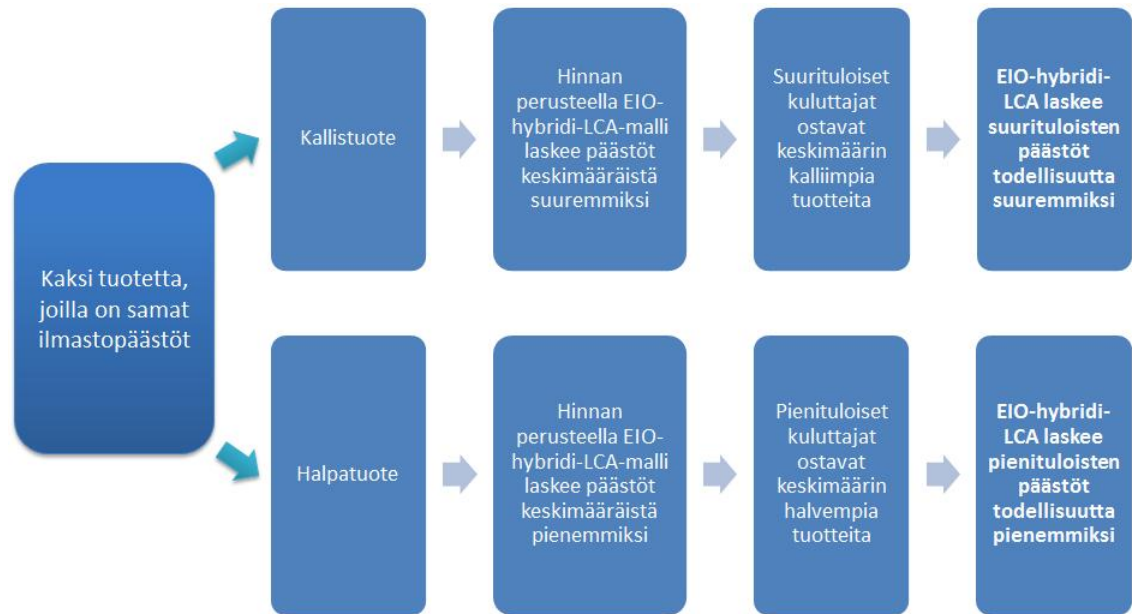 Kaksi tuotetta,
joilla on samat
ilmastopäästöt
Kallistuote
Hinnan
perusteella EIO-
hybridi-LCA-malli
laskee päästöt
keskimääräistä
suuremmiksi
Suurituloiset
kuluttajat
ostavat
keskimäärin
kalliimpia
tuotteita
EIO-hybridi-
LCA laskee
suurituloisten
päästöt
todellisuutta
suuremmiksi
Halpatuote
Hinnan
perusteella EIO-
hybridi-LCA-malli
laskee päästöt
keskimääräistä
pienemmiksi
Pienituloiset
kuluttajat
ostavat
keskimäärin
halvempia
tuotteita
EIO-hybridi-
LCA laskee
pienituloisten
päästöt
todellisuutta
pienemmiksi